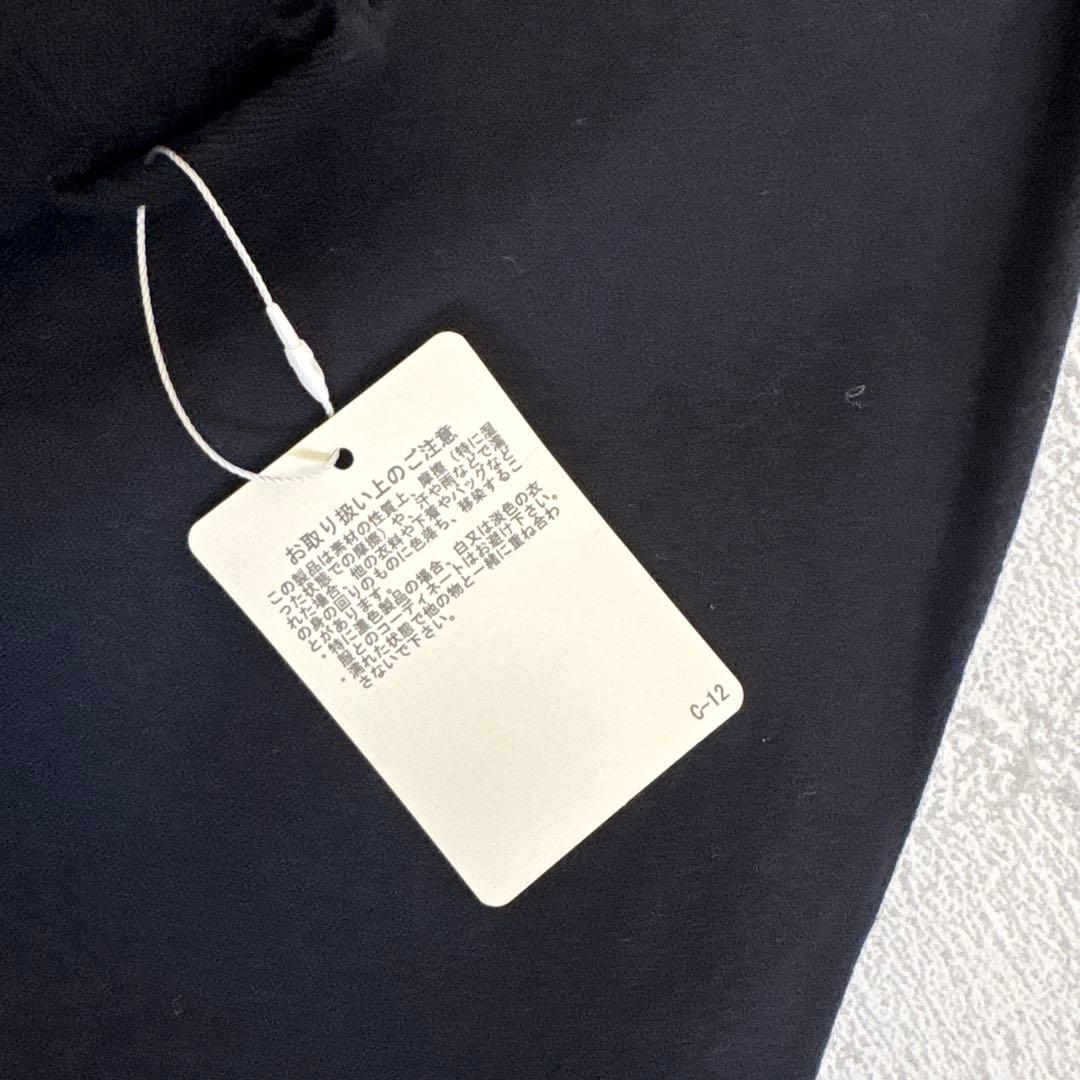 お取り扱い上のご注意
この製品は素材の性質上、摩擦（特に湿
った状態での摩擦）や、汗や雨などで濡
れた場合、他の衣料や下着やバッグなど
の身の回りのものに色落ち、移染するこ
とがあります。
・特に濃色製品の場合、白又は淡色の衣
服とのコーディネートはお避け下さい。
・濡れた状態で他の物と一緒に重ね合わ
さないで下さい。
C-12